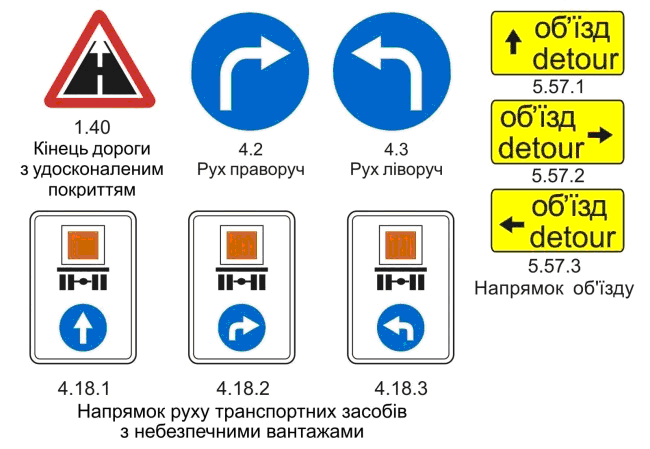 1.40
Кінець дороги
з удосконаленим
покриттям
4.2
Рух праворуч
4.3
Рух ліворуч
об'їзд
detour
5.57.1
об'їзд
detour
5.57.2
об'їзд
detour
5.57.3
Напрямок об'їзду
4.18.1
4.18.2
4.18.3
Напрямок руху транспортних засобів
з небезпечними вантажами